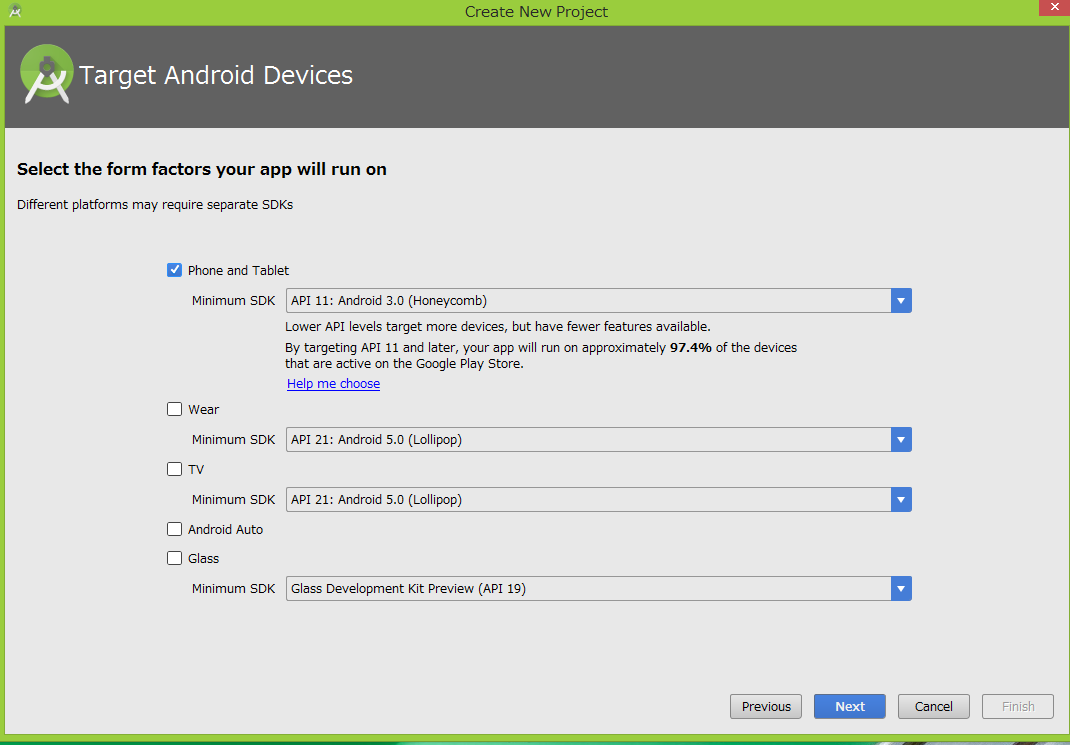 Create New Project
Target Android Devices
Select the form factors your app will run on
Different platforms may require separate SDKs
Phone and Tablet
Minimum SDK API 11: Android 3.0 (Honeycomb)
Lower API levels target more devices, but have fewer features available.
By targeting API 11 and later, your app will run on approximately 97.4% of the devices
that are active on the Google Play Store.
Help me choose
Wear
Minimum SDK API 21: Android 5.0 (Lollipop)
TV
Minimum SDK API 21: Android 5.0 (Lollipop)
Android Auto
Glass
Minimum SDK Glass Development Kit Preview (API 19)
Previous Next Cancel Finish